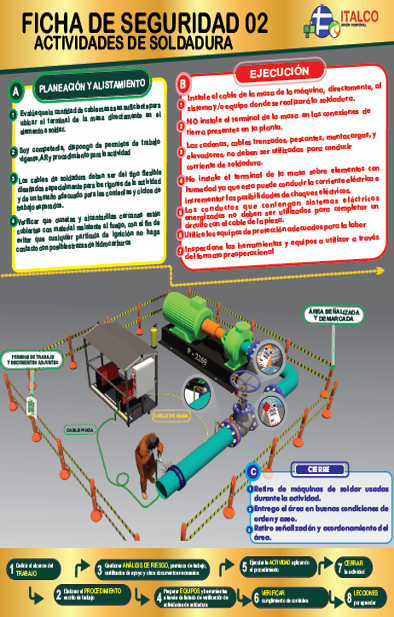 FICHA DE SEGURIDAD 02
ACTIVIDADES DE SOLDADURA
ITALCO
UNIÓN TEMPORAL
A
PLANEACIÓN Y ALISTAMIENTO
1 Evalúe que la cantidad de cable masa sea suficiente para
ubicar el terminal de la masa directamente en el
elemento a soldar.
2 Soy competente, dispongo de permisos de trabajo
vigente, AR y procedimiento para la actividad
3 Los cables de soldadura deben ser del tipo flexible
diseñados especialmente para los rigores de la actividad
y de un tamaño adecuado para las corrientes y ciclos de
trabajo esperados.
4 Verificar que cunetas y alcantarillas cercanas estén
cubiertas con material resistente al fuego, con el fin de
evitar que cualquier partícula de ignición no haga
contacto con posibles trazas de hidrocarburos
B
EJECUCIÓN
1 Instale el cable de la masa de la máquina, directamente, al
sistema y/o equipo donde se realizará la soldadura.
2 NO instale el terminal de la masa en las conexiones de
tierra presentes en la planta.
3 Las cadenas, cables trenzados, pescantes, montacargas, y
elevadores no deben ser utilizados para conducir
corriente de soldadura.
4 No instale el terminal de la masa sobre elementos con
humedad ya que esta puede conducir la corriente eléctrica e
incrementar las posibilidades de choques eléctricos.
5 Los conductos que contengan sistemas eléctricos
energizados no deben ser utilizados para completar un
circuito con el cable de la pieza.
6 Utilice los equipos de protección adecuados para la labor
7 Inspeccione las herramientas y equipos a utilizar a través
del formato preoperacional
ÁREA SEÑALIZADA
Y DEMARCADA
PERMISO DE TRABAJO
Y DOCUMENTOS ADJUNTOS
P - 2269
CABLE DE MASA
CABLE PINZA
C
CIERRE
1 Retiro de máquinas de soldar usadas
durante la actividad.
2 Entrego el área en buenas condiciones de
orden y aseo.
3 Retiro señalización y acordonamiento del
área.
1 Definir el alcance del
TRABAJO
2 Elaborar el PROCEDIMIENTO
escrito de trabajo
3 Gestionar ANÁLISIS DE RIESGO, permisos de trabajo,
certificados de apoyo y otros documentos necesarios
4 Preparar EQUIPOS y herramientas
a través de listado de verificación de
actividades de soldadura
5 Ejecutar la ACTIVIDAD aplicando
el procedimiento
6 VERIFICAR
cumplimiento de controles
7 CERRAR
la actividad
8 LECCIONES
por aprender